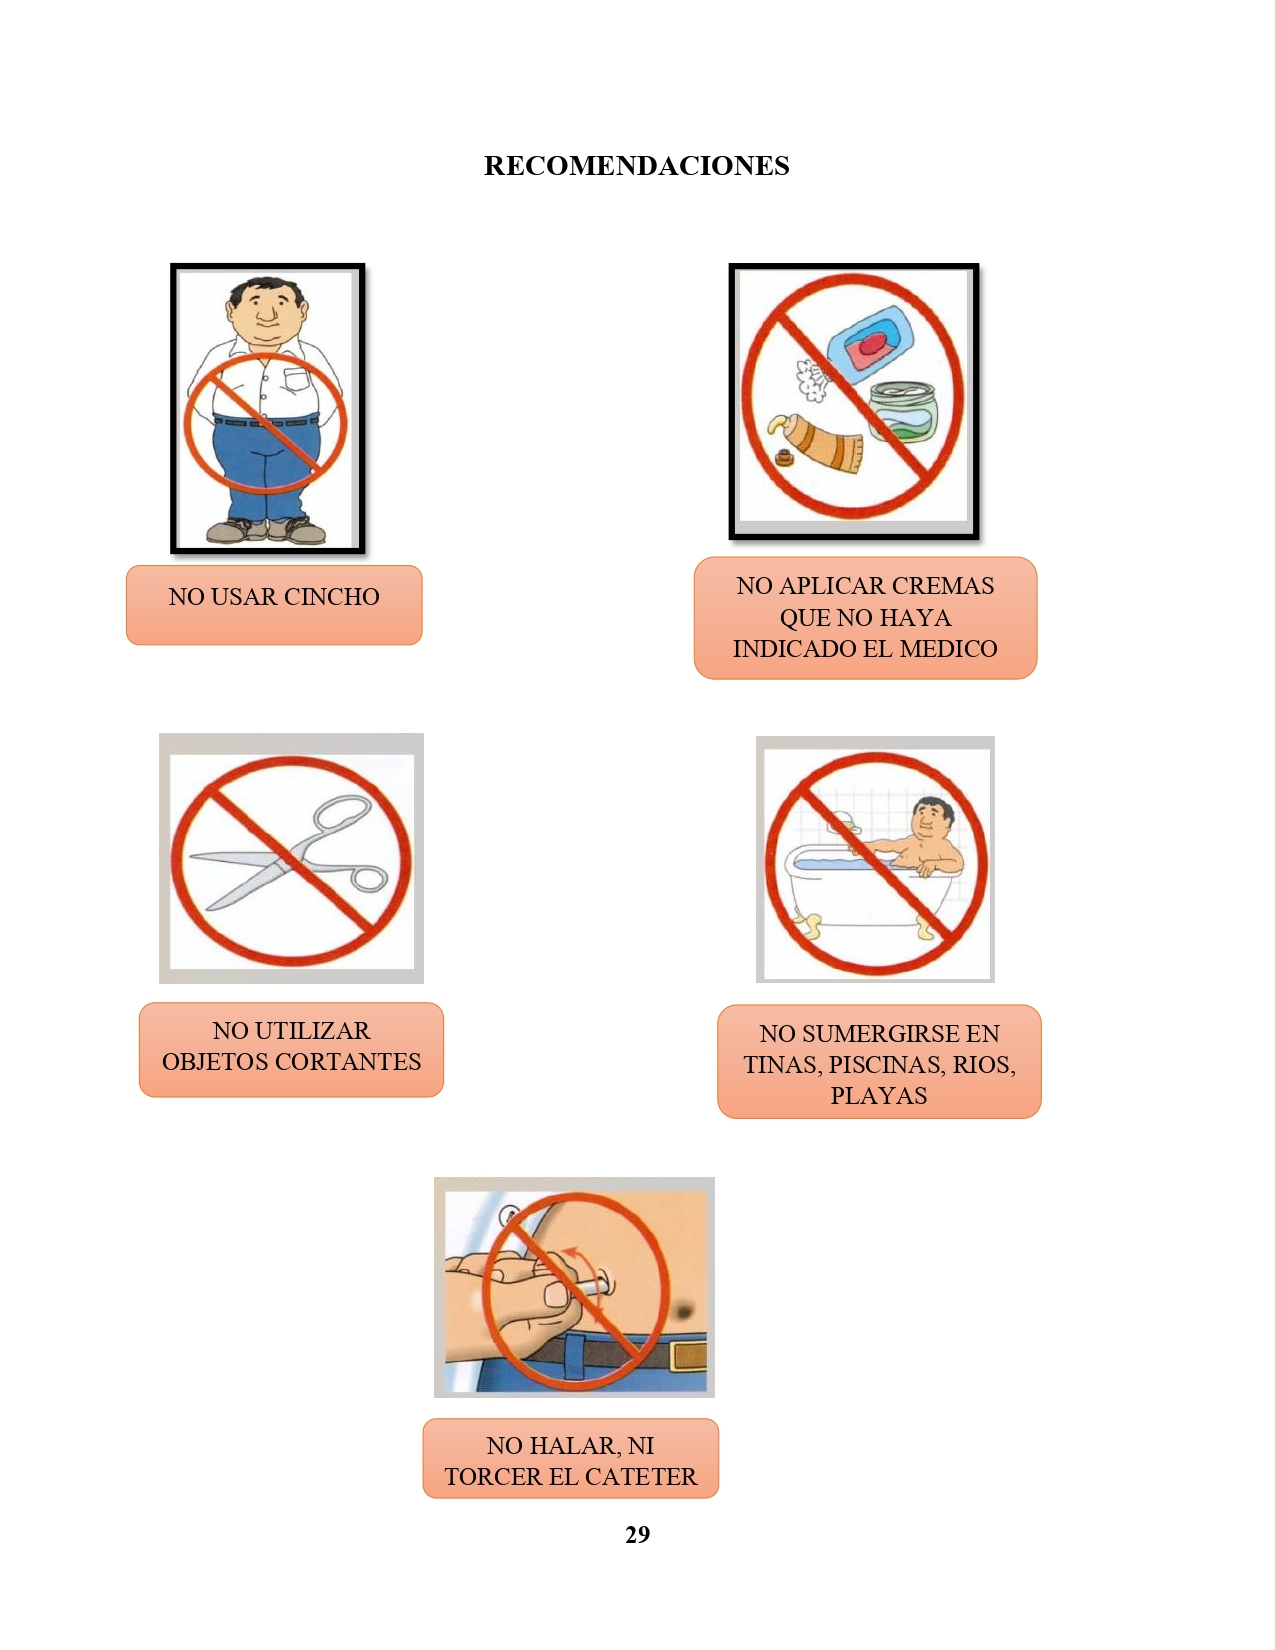 RECOMENDACIONES
NO USAR CINCHO
NO APLICAR CREMAS
QUE NO HAYA
INDICADO EL MEDICO
NO UTILIZAR
OBJETOS CORTANTES
NO SUMERGIRSE EN
TINAS, PISCINAS, RIOS,
PLAYAS
NO HALAR, NI
TORCER EL CATETER
29